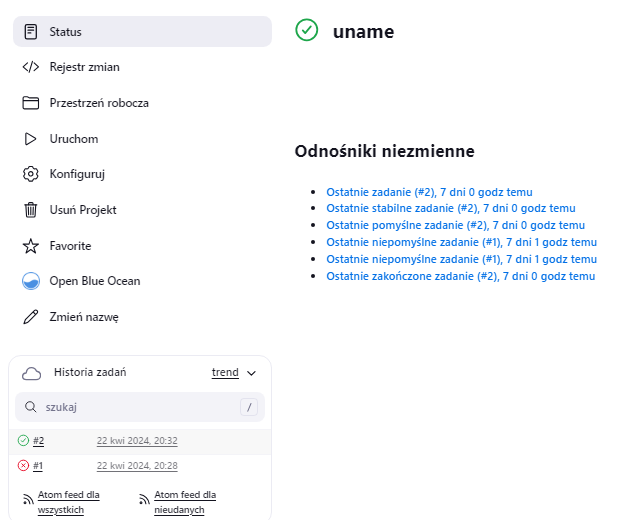 Status
Rejestr zmian
Przestrzeń robocza
Uruchom
Konfiguruj
Usuń Projekt
Favorite
Open Blue Ocean
Zmień nazwę
Historia zadań
trend
szukaj
/
#2
22 kwi 2024, 20:32
#1
22 kwi 2024, 20:28
Atom feed dla
wszystkich
Atom feed dla
nieudanych
uname
Odnośniki niezmienne
Ostatnie zadanie (#2), 7 dni 0 godz temu
Ostatnie stabilne zadanie (#2), 7 dni 0 godz temu
Ostatnie pomyślne zadanie (#2), 7 dni 0 godz temu
Ostatnie niepomyślne zadanie (#1), 7 dni 1 godz temu
Ostatnie niepomyślne zadanie (#1), 7 dni 1 godz temu
Ostatnie zakończone zadanie (#2), 7 dni 0 godz temu